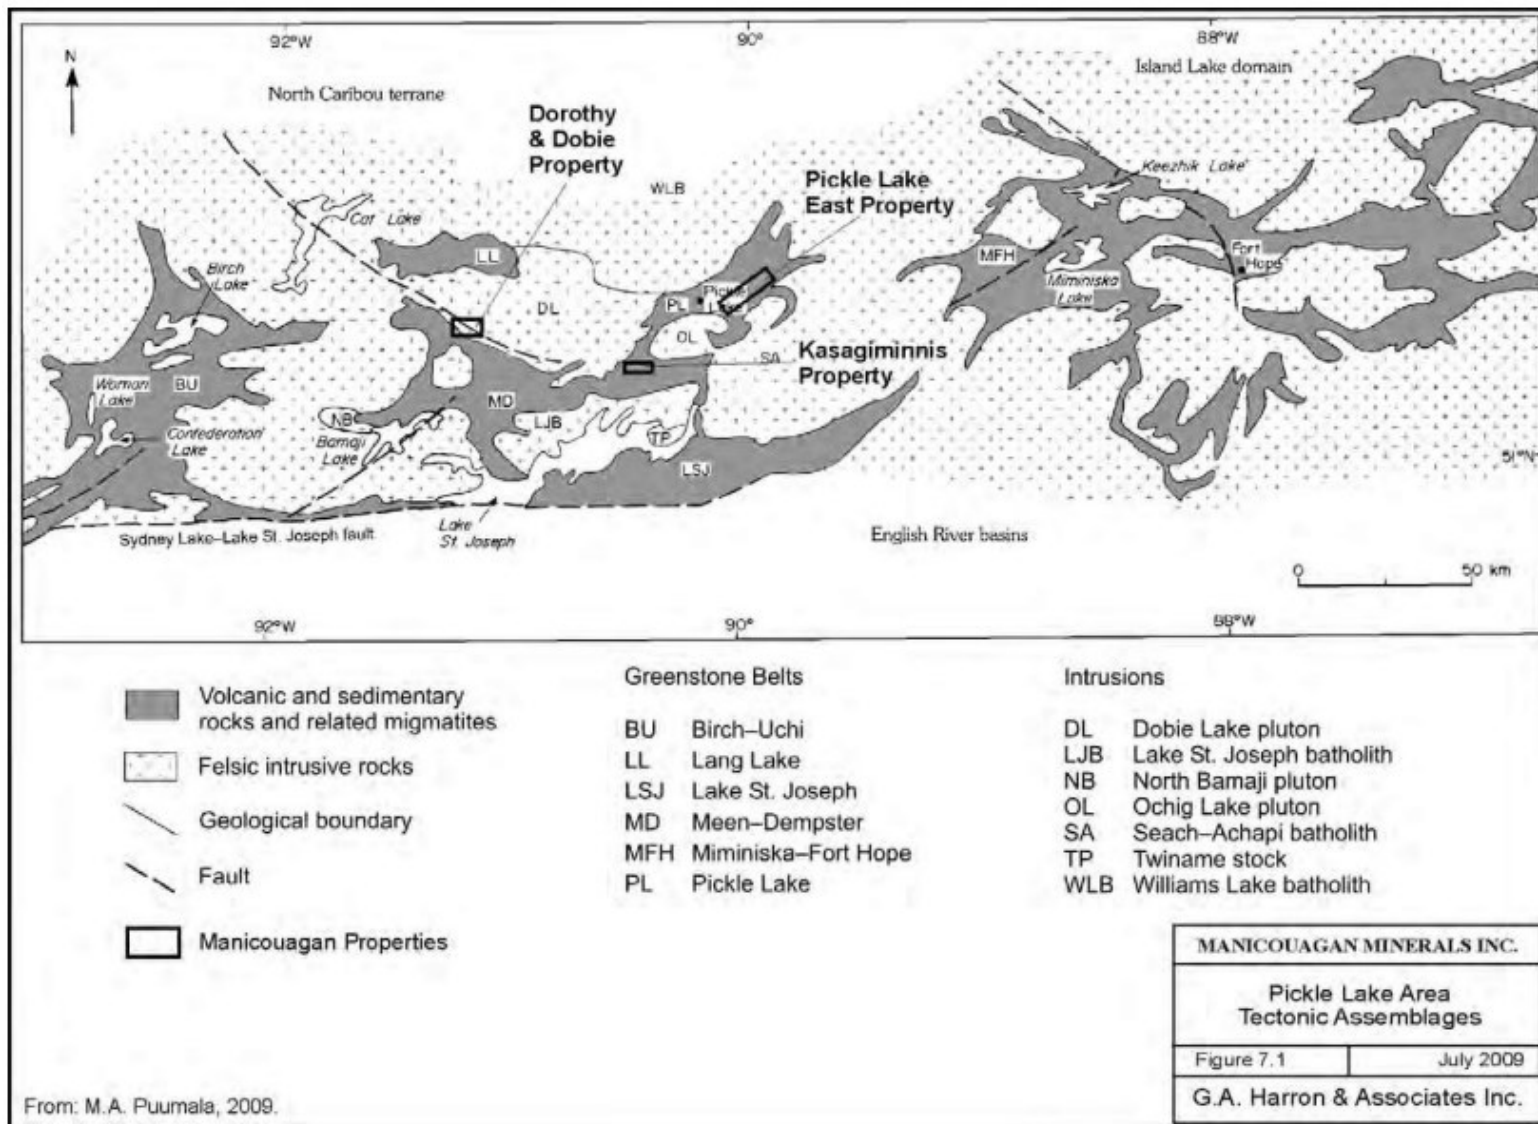 92°W
90°
88°W
N
Island Lake domain
North Caribou terrane
Dorothy
& Dobie
Property
Keezhik Lake
WLB
Pickle Lake
East Property
Cat Lake
LL
MFH
Fort
Hope
Birch
Lake
Miminiska
Lake
PL
Pickle
Lake
DL
OL
SA
Kasagiminnis
Property
Woman
Lake
BU
MD
NB
LJB
Bamaji
Lake
TP
Confederation
Lake
LSJ
51°N
Lake
St. Joseph
Sydney Lake–Lake St. Joseph fault
English River basins
0 50 km
92°W
90°
88°W
Volcanic and sedimentary
rocks and related migmatites
Felsic intrusive rocks
Geological boundary
Fault
Manicouagan Properties
Greenstone Belts
BU Birch–Uchi
LL Lang Lake
LSJ Lake St. Joseph
MD Meen–Dempster
MFH Miminiska–Fort Hope
PL Pickle Lake
Intrusions
DL Dobie Lake pluton
LJB Lake St. Joseph batholith
NB North Bamaji pluton
OL Ochig Lake pluton
SA Seach–Achapi batholith
TP Twiname stock
WLB Williams Lake batholith
MANICOUAGAN MINERALS INC.
Pickle Lake Area
Tectonic Assemblages
Figure 7.1 July 2009
G.A. Harron & Associates Inc.
From: M.A. Puumala, 2009.